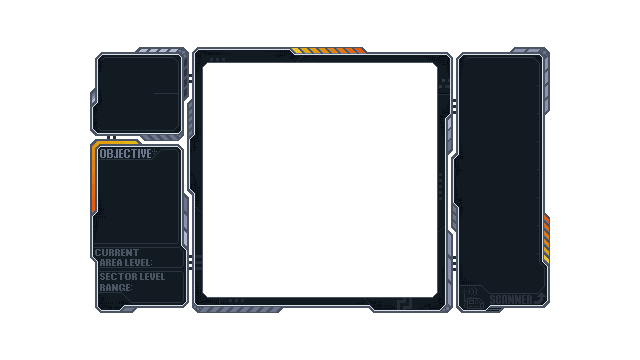 OBJECTIVE
CURRENT
AREA LEVEL:
SECTOR LEVEL
RANGE:
SCANNER